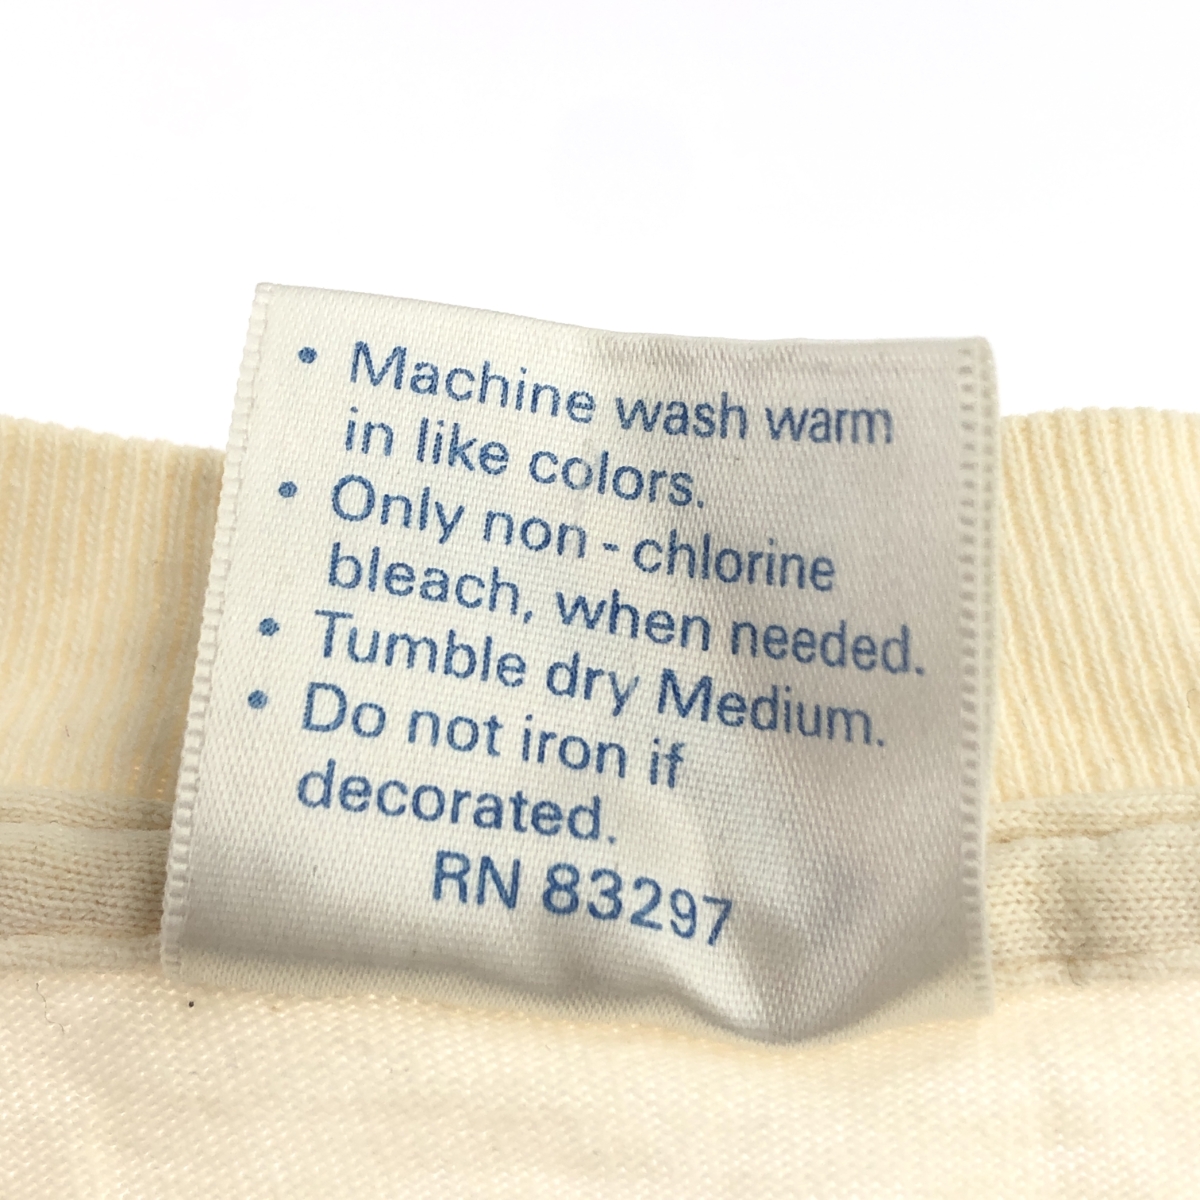 • Machine wash warm
in like colors.
• Only non - chlorine
bleach, when needed.
• Tumble dry Medium.
• Do not iron if
decorated.
RN 83297